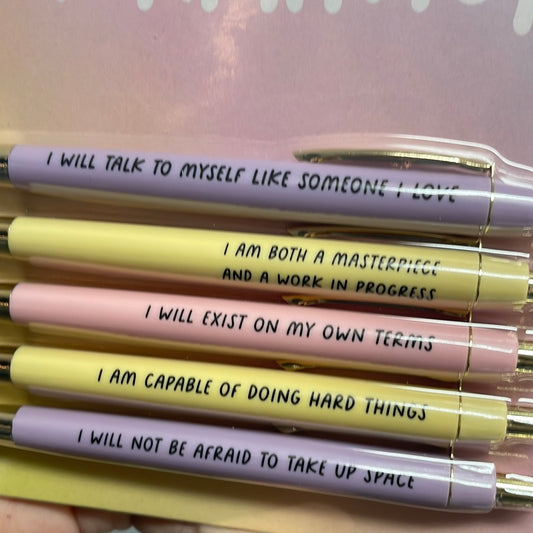 I WILL TALK TO MYSELF LIKE SOMEONE I LOVE
I AM BOTH A MASTERPIECE
AND A WORK IN PROGRESS
I WILL EXIST ON MY OWN TERMS
I AM CAPABLE OF DOING HARD THINGS
I WILL NOT BE AFRAID TO TAKE UP SPACE